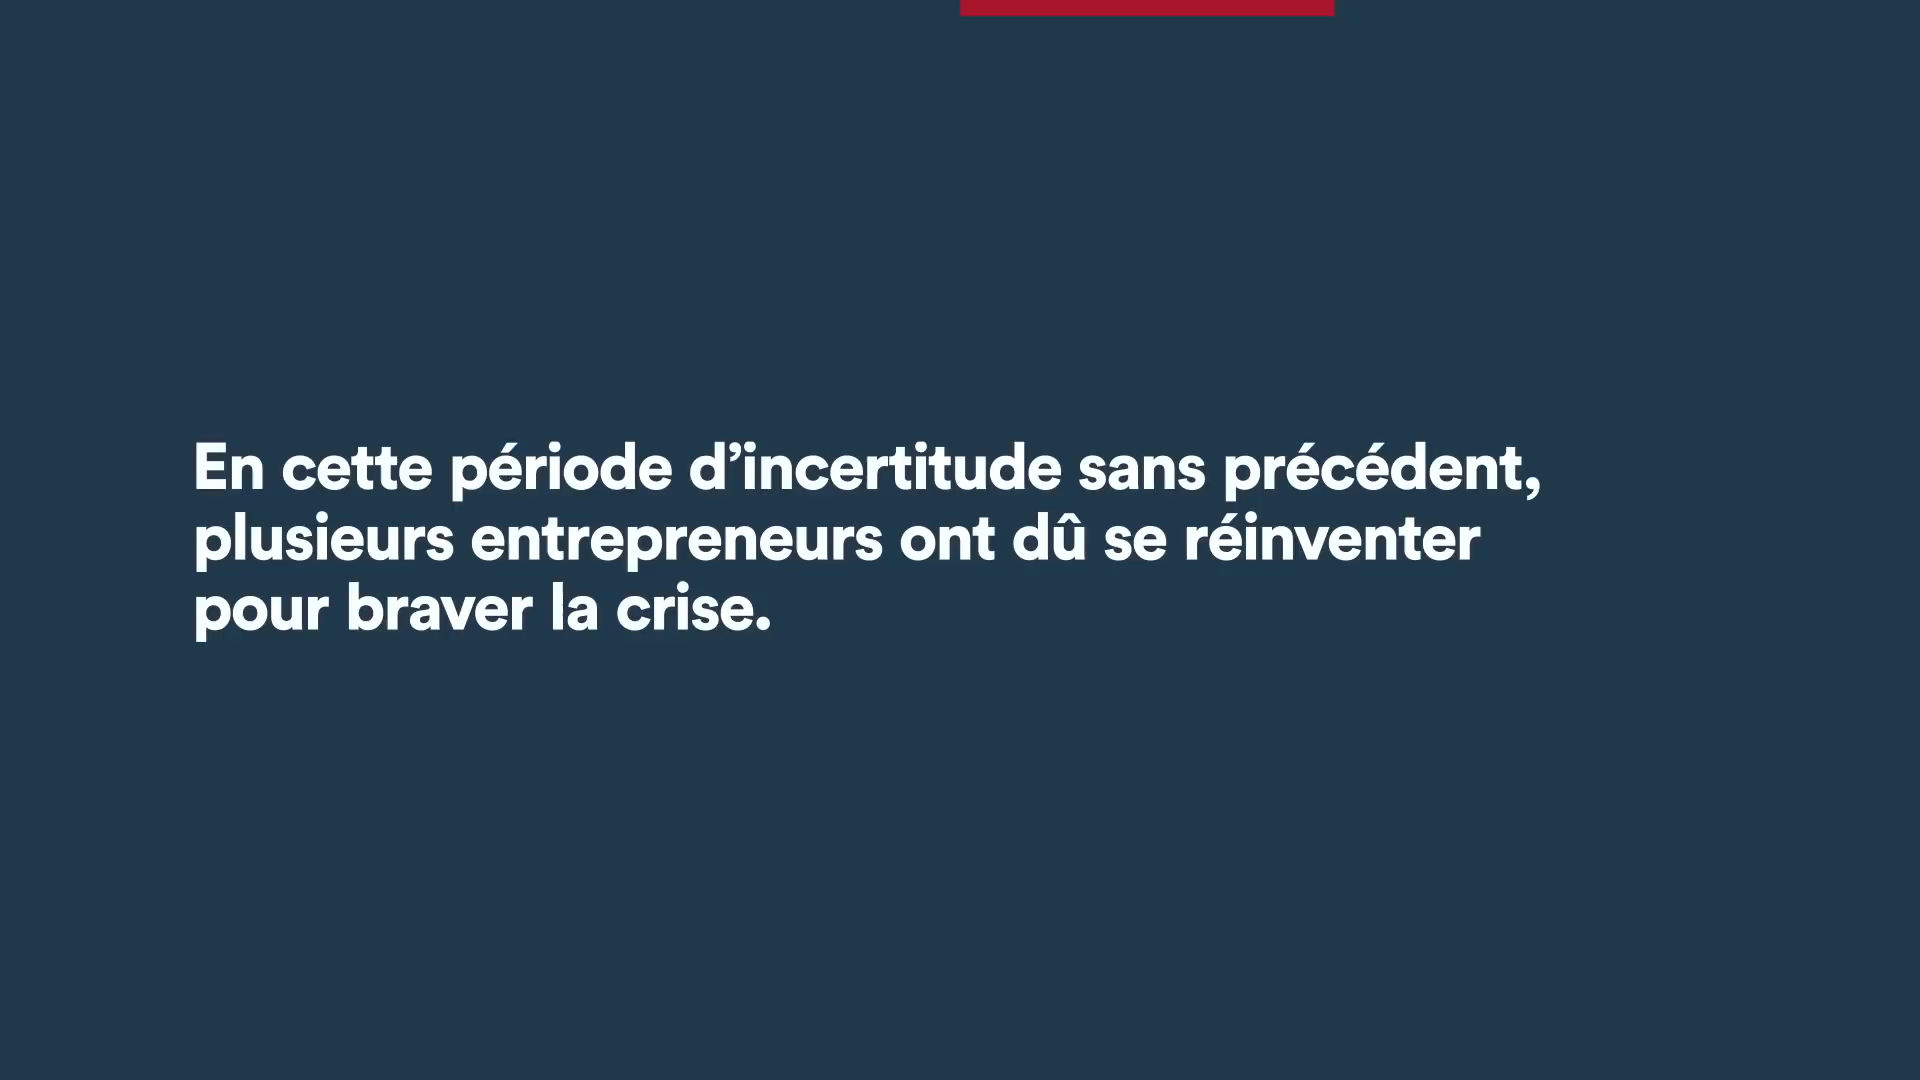 En cette période d’incertitude sans précédent,
plusieurs entrepreneurs ont dû se réinventer
pour braver la crise.